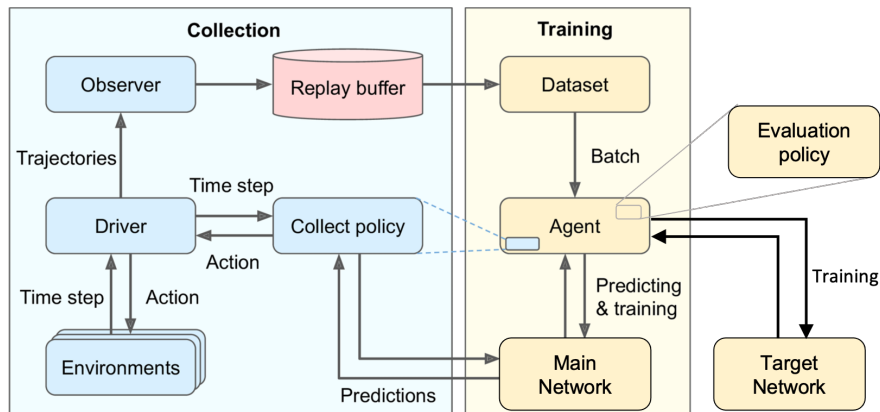 Collection
Training
Observer
Replay buffer
Dataset
Evaluation
policy
Trajectories
Batch
Time step
Driver
Collect policy
Agent
Action
Time step
Action
Predicting
& training
Training
Environments
Predictions
Main
Network
Target
Network